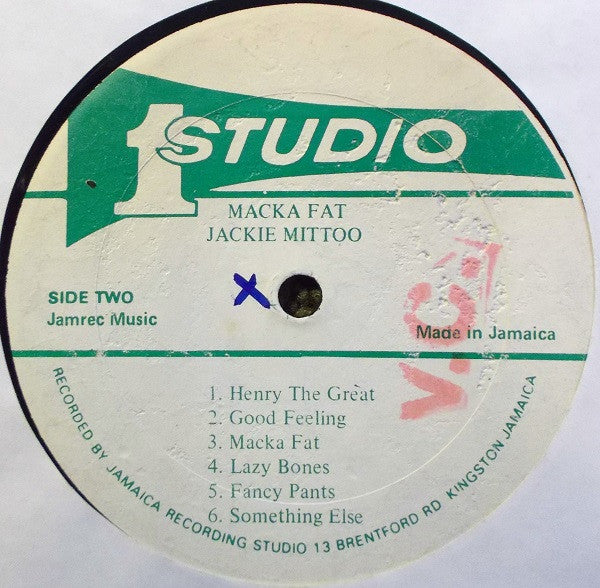 1 STUDIO
MACKA FAT
JACKIE MITTOO
SIDE TWO
Jamrec Music
X
Made in Jamaica
V.C.
1. Henry The Great
2. Good Feeling
3. Macka Fat
4. Lazy Bones
5. Fancy Pants
6. Something Else
RECORDED BY JAMAICA RECORDING STUDIO 13 BRENTFORD RD KINGSTON JAMAICA